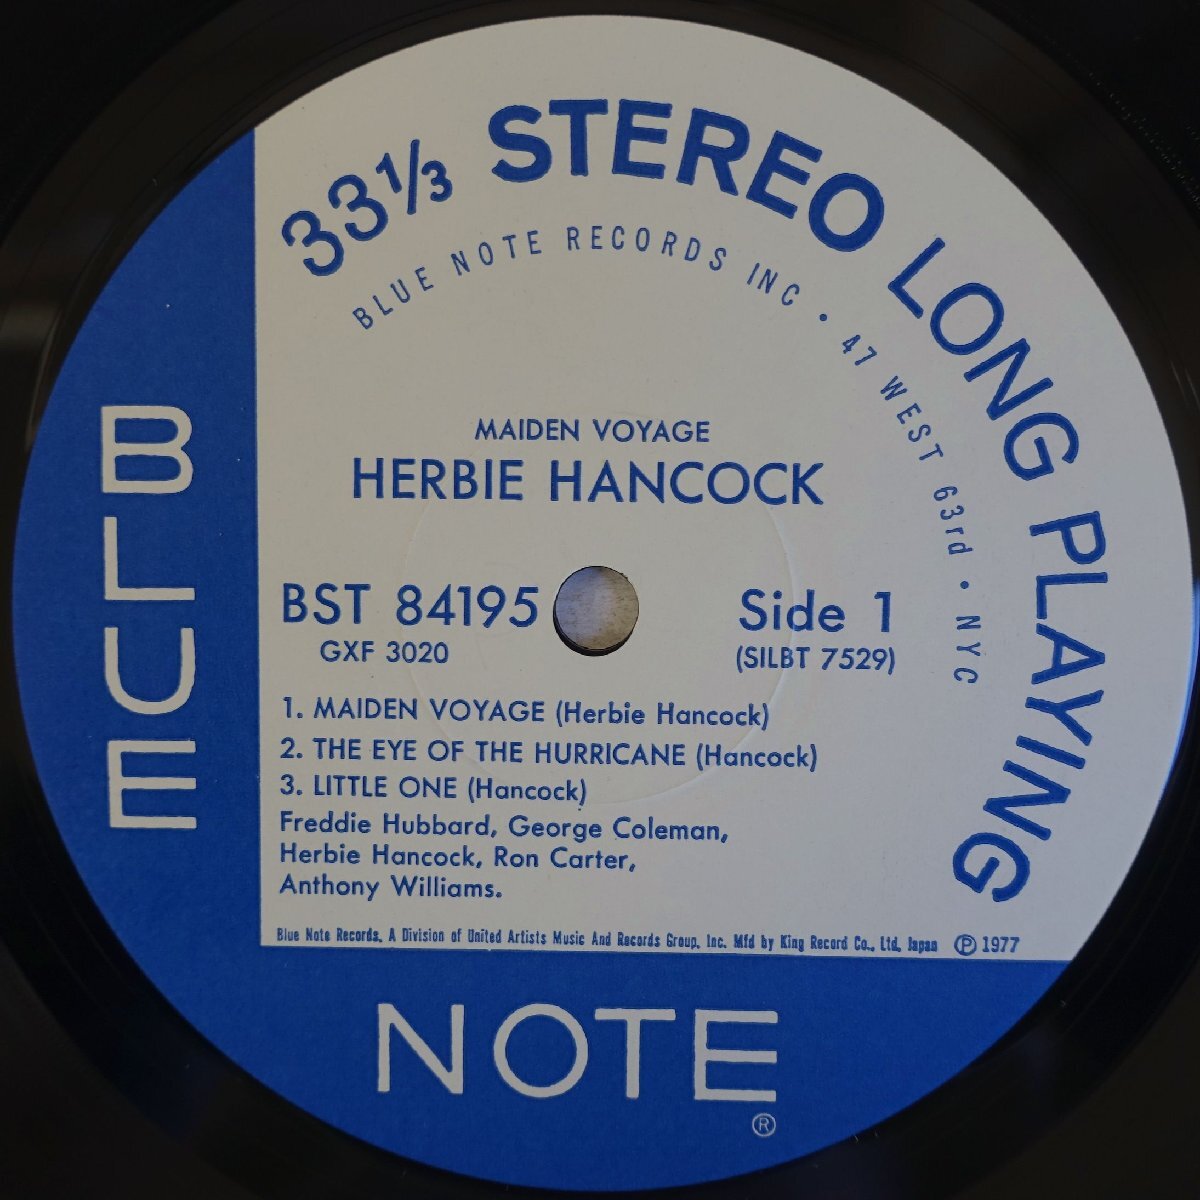 33⅓ STEREO LONG PLAYING
BLUE NOTE RECORDS INC • 47 WEST 63rd • NYC
MAIDEN VOYAGE
HERBIE HANCOCK
BST 84195
GXF 3020
Side 1
(SILBT 7529)
1. MAIDEN VOYAGE (Herbie Hancock)
2. THE EYE OF THE HURRICANE (Hancock)
3. LITTLE ONE (Hancock)
Freddie Hubbard, George Coleman,
Herbie Hancock, Ron Carter,
Anthony Williams.
Blue Note Records, A Division of United Artists Music And Records Group, Inc. Mfd by King Record Co., Ltd, Japan ℗ 1977
BLUE
NOTE
®